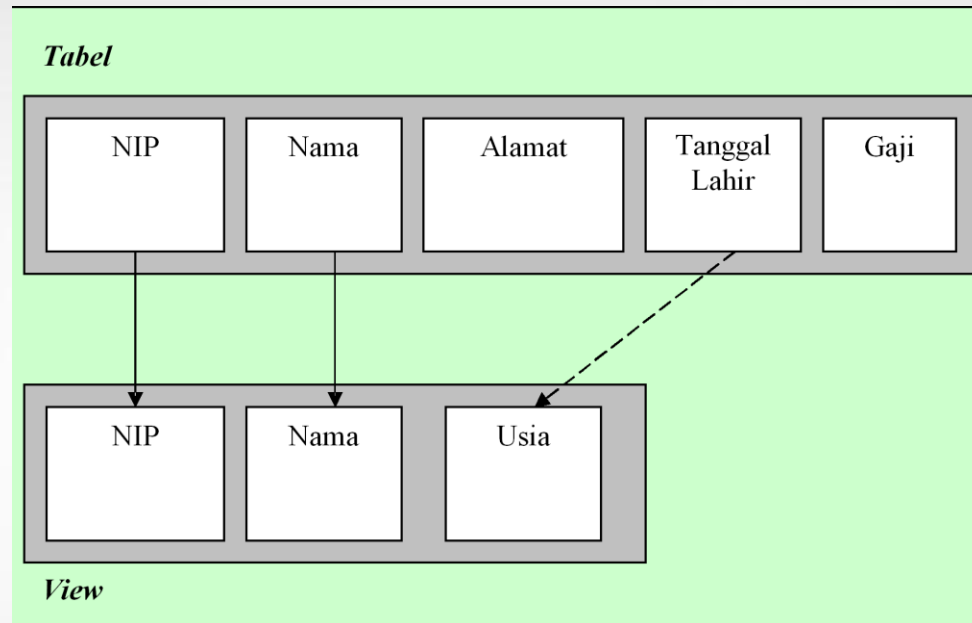 Tabel
NIP
Nama
Alamat
Tanggal
Lahir
Gaji
NIP
Nama
Usia
View